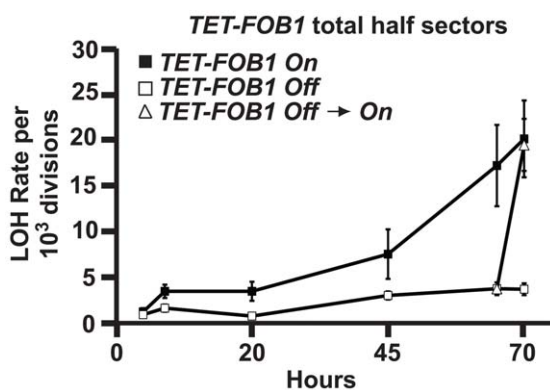 TET-FOB1 total half sectors
TET-FOB1 On
TET-FOB1 Off
TET-FOB1 Off → On
LOH Rate per
10³ divisions
30
25
20
15
10
5
0
0 20 45 70
Hours